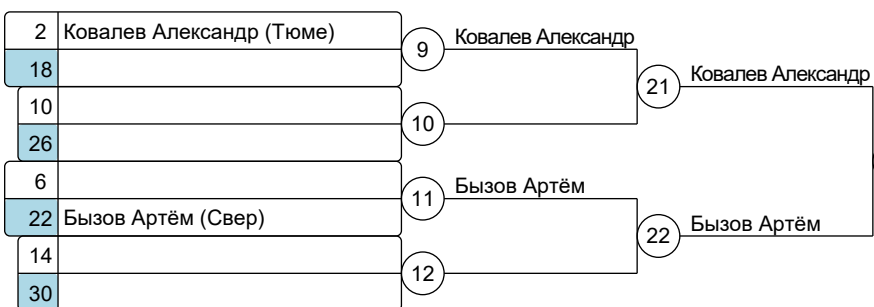 2 Ковалев Александр (Тюме)
9 Ковалев Александр
18
21 Ковалев Александр
10
10
26
6
11 Бызов Артём
22 Бызов Артём (Свер)
22 Бызов Артём
14
12
30